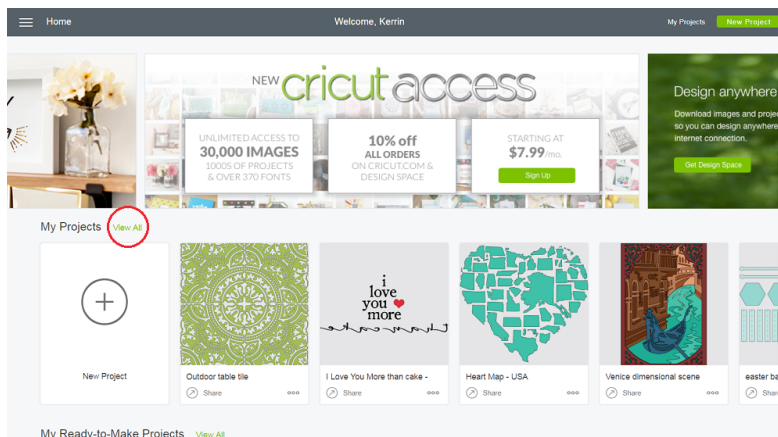 Home
Welcome, Kerrin
My Projects
New Project
NEW cricut access
UNLIMITED ACCESS TO
30,000 IMAGES
1000S OF PROJECTS
& OVER 370 FONTS
10% off
ALL ORDERS
ON CRICUT.COM &
DESIGN SPACE
STARTING AT
$7.99/mo.
Sign Up
Design anywhere
Download images and projec
so you can design anywhere
internet connection.
Get Design Space
My Projects View All
i
love
you
more
than cake
New Project
Outdoor table tile
Share
I Love You More than cake -
Share
Heart Map - USA
Share
Venice dimensional scene
Share
easter ba
Shar
My Ready-to-Make Projects View All